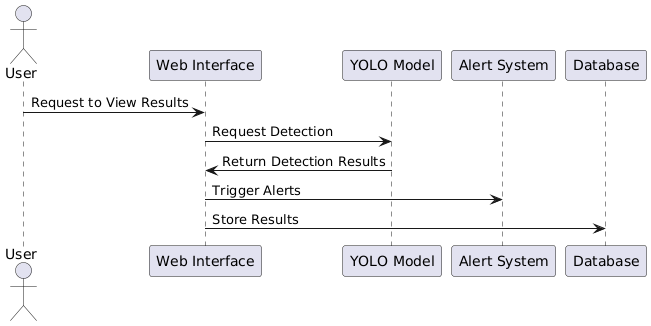 User
Web Interface
YOLO Model
Alert System
Database
Request to View Results
Request Detection
Return Detection Results
Trigger Alerts
Store Results
User
Web Interface
YOLO Model
Alert System
Database